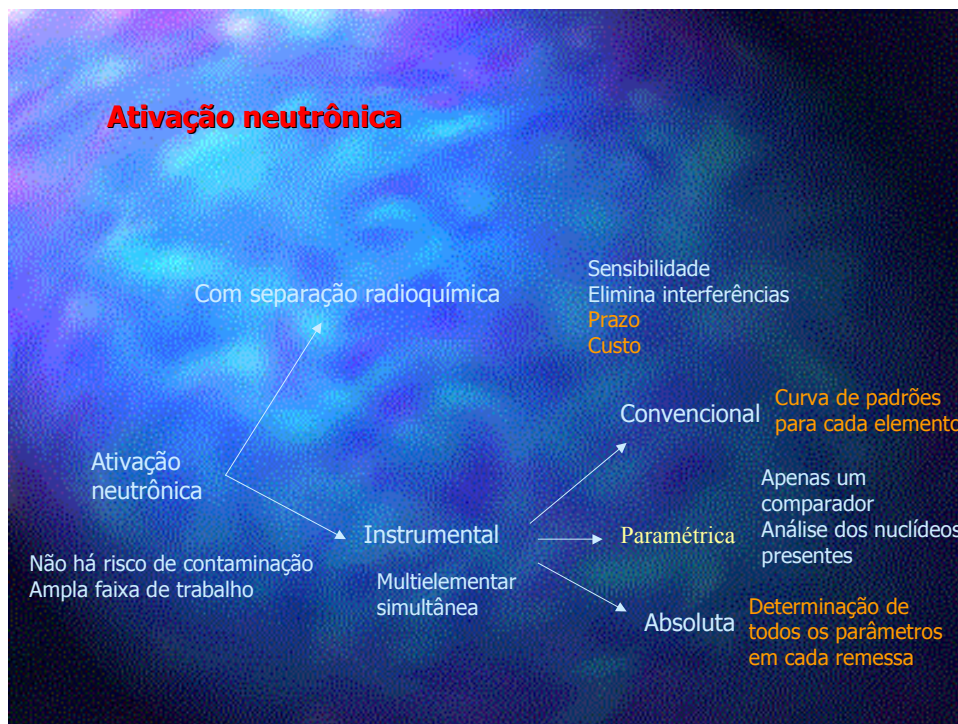 Ativação neutrônica
Com separação radioquímica
Sensibilidade
Elimina interferências
Prazo
Custo
Convencional
Curva de padrões
para cada elemento
Ativação
neutrônica
Não há risco de contaminação
Ampla faixa de trabalho
Instrumental
Multielementar
simultânea
Paramétrica
Apenas um
comparador
Análise dos nuclídeos
presentes
Absoluta
Determinação de
todos os parâmetros
em cada remessa